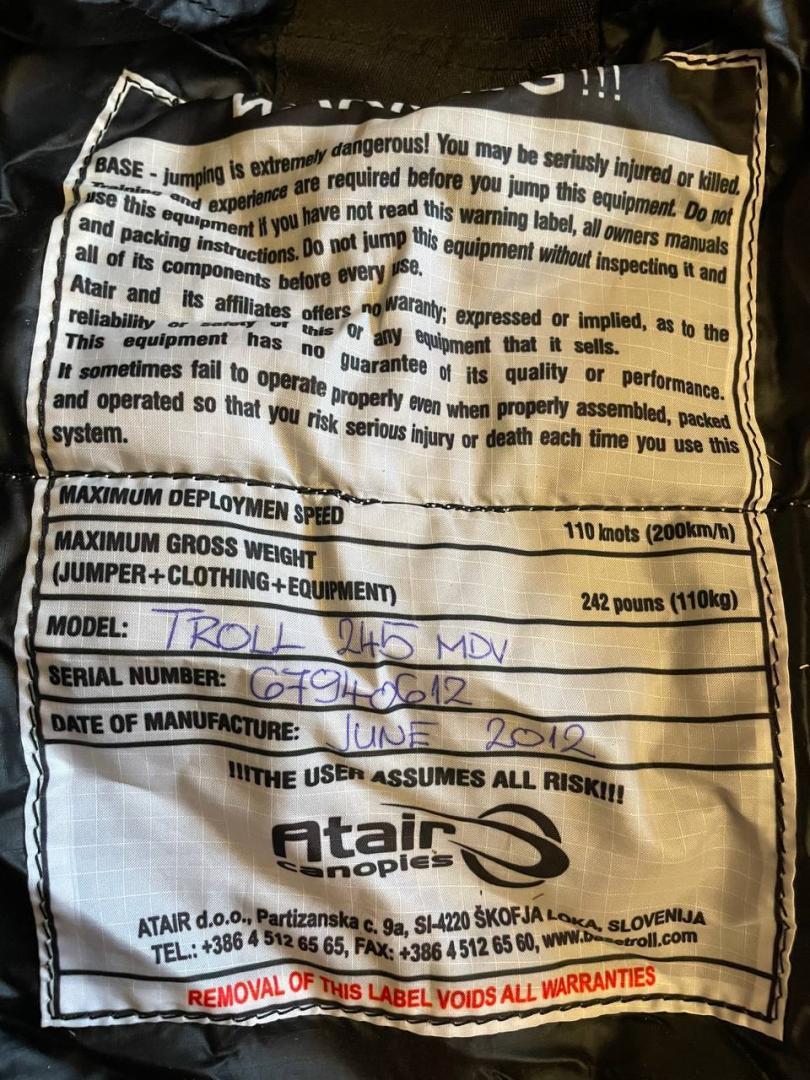 !!!
BASE - jumping is extremely dangerous! You may be seriusly injured or killed.
Training and experience are required before you jump this equipment. Do not
use this equipment if you have not read this warning label, all owners manuals
and packing instructions. Do not jump this equipment without inspecting it and
all of its components before every use.
Atair and its affiliates offers no waranty; expressed or implied, as to the
reliability or safety of this or any equipment that it sells.
This equipment has no guarantee of its quality or performance.
It sometimes fail to operate properly even when properly assembled, packed
and operated so that you risk serious injury or death each time you use this
system.
MAXIMUM DEPLOYMEN SPEED 110 knots (200km/h)
MAXIMUM GROSS WEIGHT
(JUMPER+CLOTHING+EQUIPMENT) 242 pouns (110kg)
MODEL: TROLL 245 MDV
SERIAL NUMBER: 67940612
DATE OF MANUFACTURE: JUNE 2012
!!!THE USER ASSUMES ALL RISK!!!
Atair
canopies
ATAIR d.o.o., Partizanska c. 9a, SI-4220 ŠKOFJA LOKA, SLOVENIJA
TEL.: +386 4 512 65 65, FAX: +386 4 512 65 60, www.basetroll.com
REMOVAL OF THIS LABEL VOIDS ALL WARRANTIES